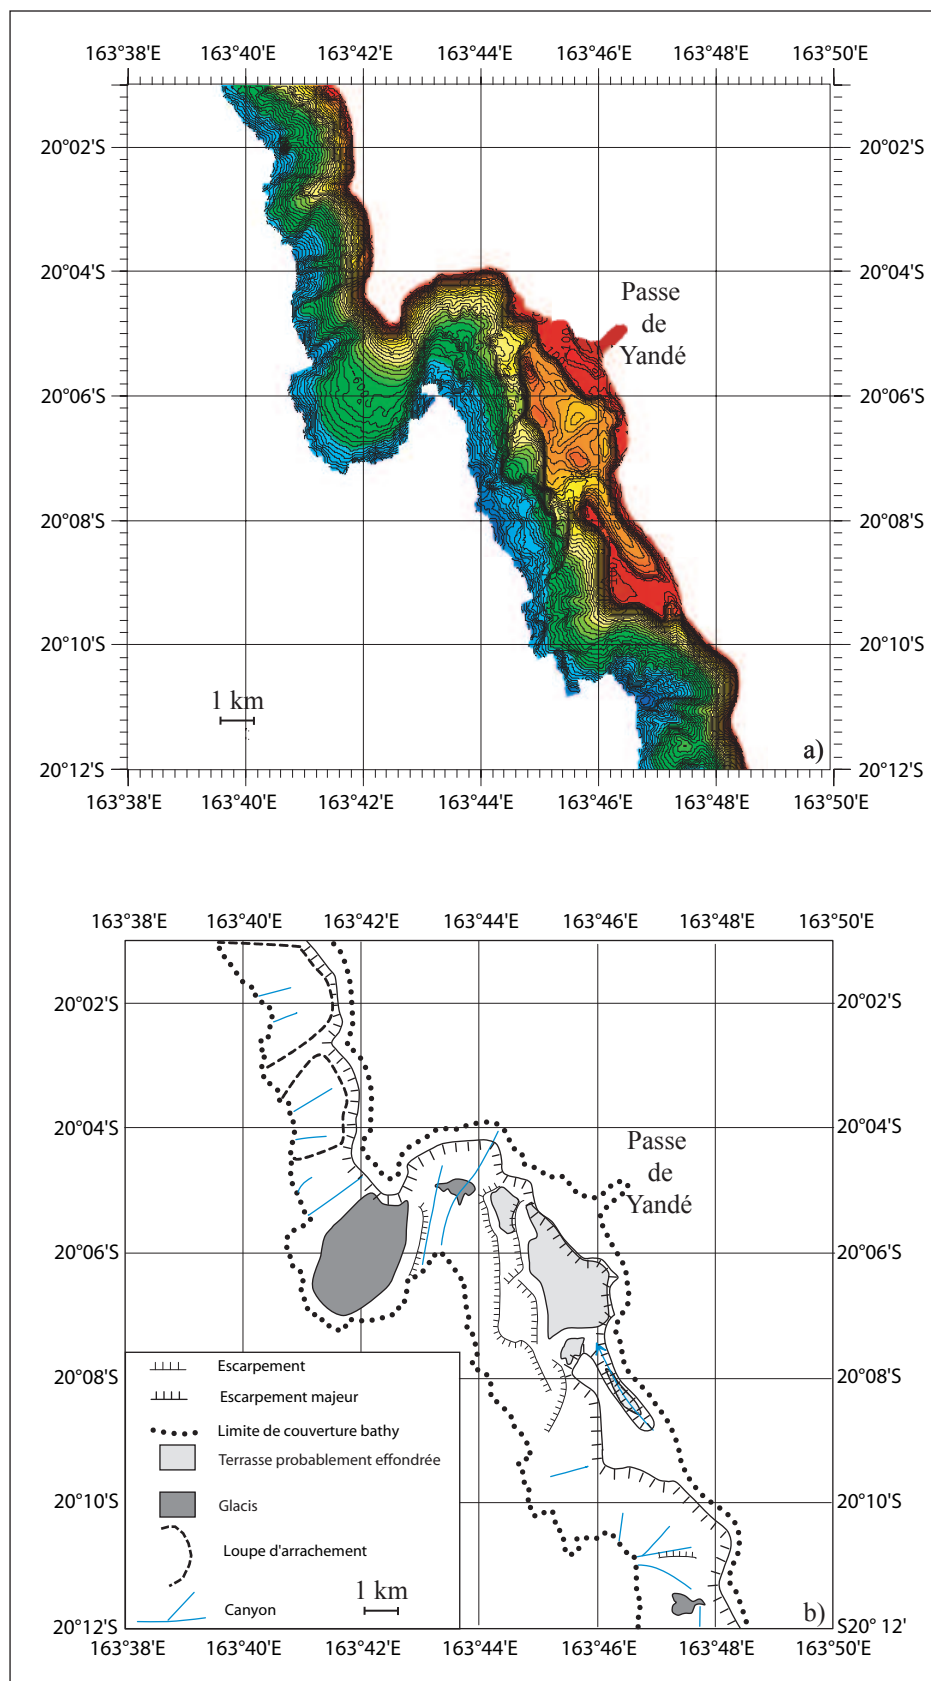 163°38'E 163°40'E 163°42'E 163°44'E 163°46'E 163°48'E 163°50'E
20°02'S 20°02'S
20°04'S 20°04'S
Passe
de
Yandé
600
20°06'S 20°06'S
20°08'S 20°08'S
20°10'S 20°10'S
1 km
a)
20°12'S 20°12'S
163°38'E 163°40'E 163°42'E 163°44'E 163°46'E 163°48'E 163°50'E
163°38'E 163°40'E 163°42'E 163°44'E 163°46'E 163°48'E 163°50'E
20°02'S 20°02'S
20°04'S 20°04'S
Passe
de
Yandé
20°06'S 20°06'S
Escarpement
20°08'S 20°08'S
Escarpement majeur
Limite de couverture bathy
Terrasse probablement effondrée
20°10'S 20°10'S
Glacis
Loupe d'arrachement
1 km
Canyon
b)
20°12'S S20° 12'
163°38'E 163°40'E 163°42'E 163°44'E 163°46'E 163°48'E 163°50'E